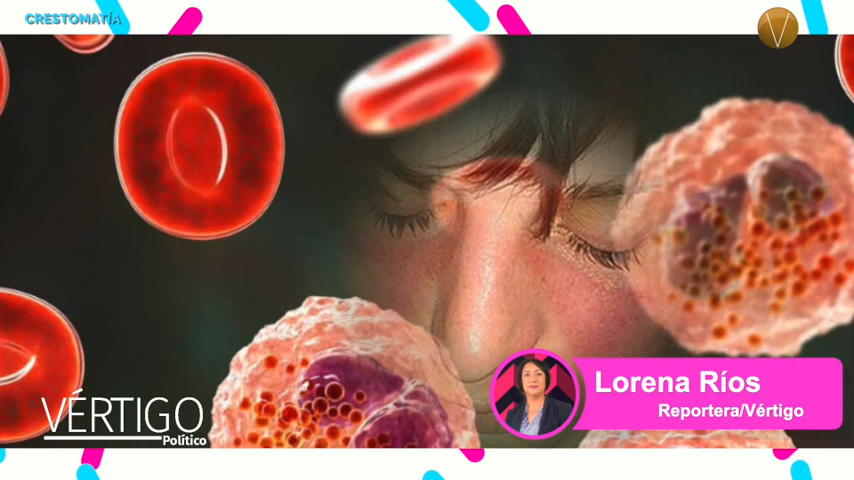 CRESTOMATÍA
V
VÉRTIGO
Político
Lorena Ríos
Reportera/Vértigo